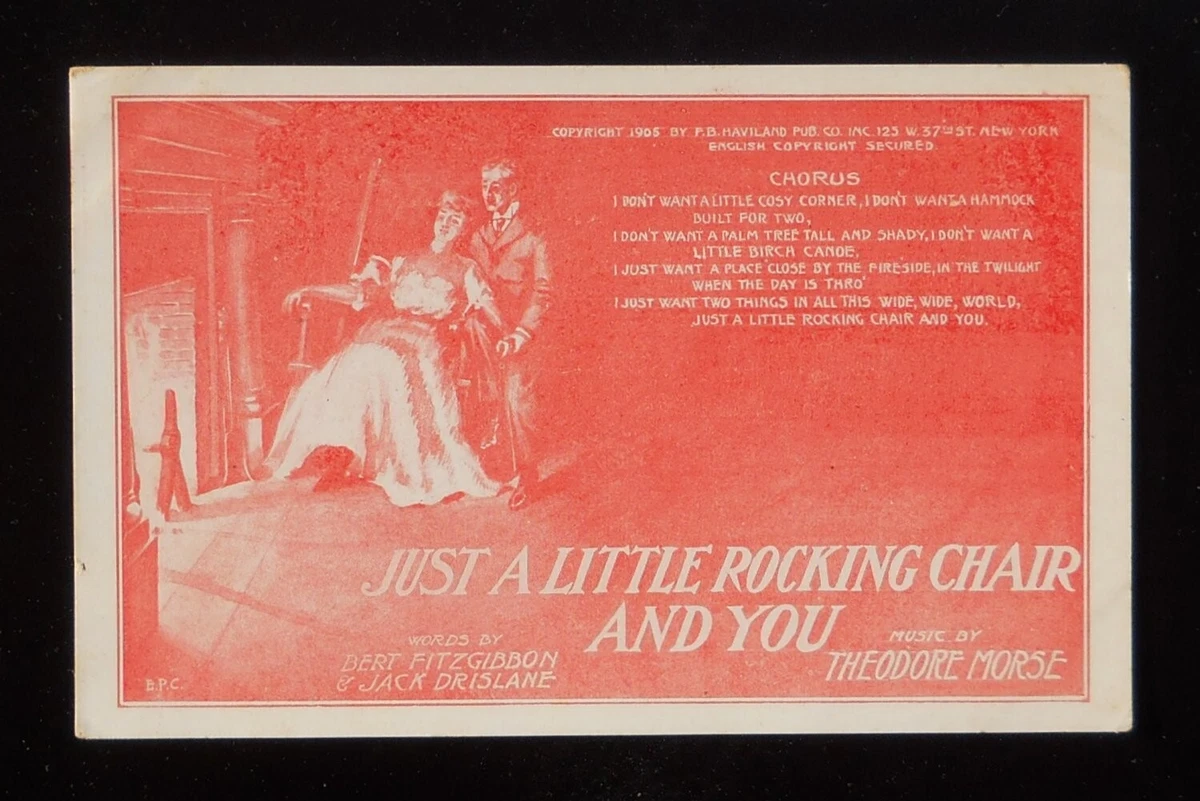 COPYRIGHT 1905 BY F.B. HAVILAND PUB. CO. INC. 125 W. 37TH ST. NEW YORK
ENGLISH COPYRIGHT SECURED.
CHORUS
I DON'T WANT A LITTLE COSY CORNER, I DON'T WANT A HAMMOCK
BUILT FOR TWO,
I DON'T WANT A PALM TREE TALL AND SHADY, I DON'T WANT A
LITTLE BIRCH CANOE,
I JUST WANT A PLACE CLOSE BY THE FIRESIDE, IN THE TWILIGHT
WHEN THE DAY IS THRO'
I JUST WANT TWO THINGS IN ALL THIS WIDE, WIDE, WORLD,
JUST A LITTLE ROCKING CHAIR AND YOU.
JUST A LITTLE ROCKING CHAIR
AND YOU
WORDS BY
BERT FITZGIBBON
& JACK DRISLANE
MUSIC BY
THEODORE MORSE
E.P.C.